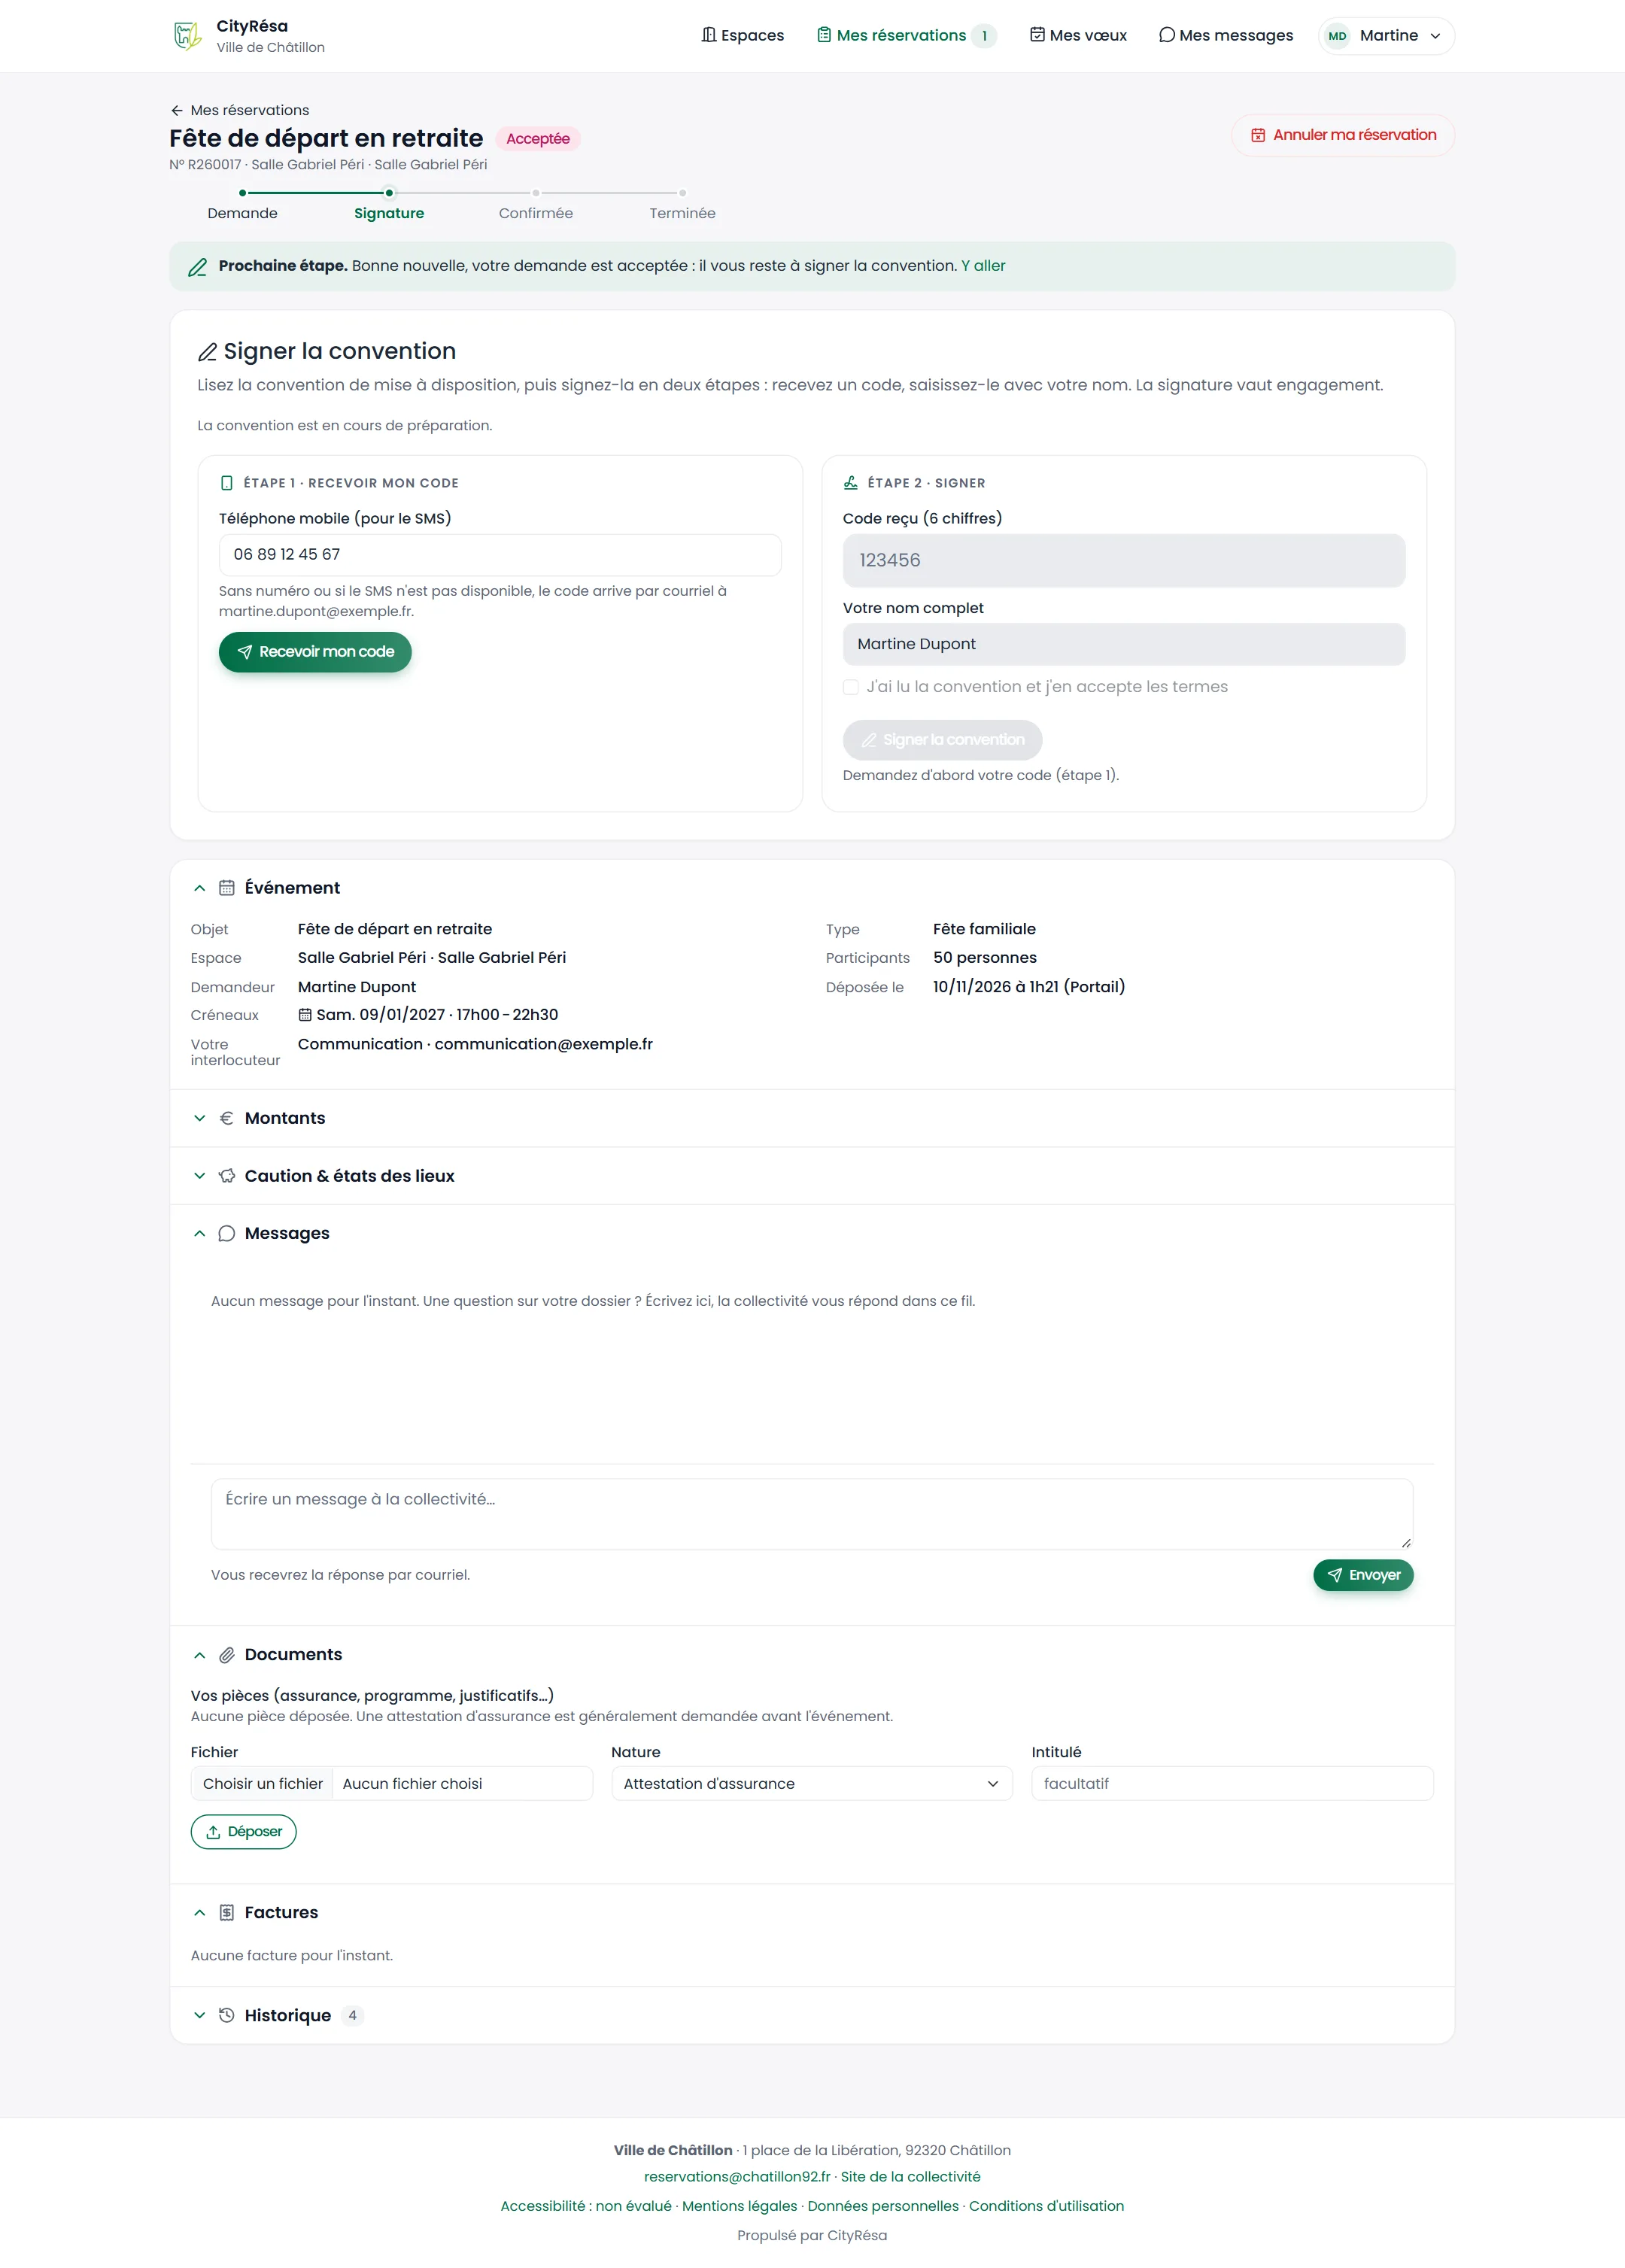 CityRésa
Ville de Châtillon
Espaces
Mes réservations 1
Mes vœux
Mes messages
MD Martine
Mes réservations
Fête de départ en retraite Acceptée
Annuler ma réservation
N° R260017 · Salle Gabriel Péri · Salle Gabriel Péri
Demande Signature Confirmée Terminée
Prochaine étape. Bonne nouvelle, votre demande est acceptée : il vous reste à signer la convention. Y aller
Signer la convention
Lisez la convention de mise à disposition, puis signez-la en deux étapes : recevez un code, saisissez-le avec votre nom. La signature vaut engagement.
La convention est en cours de préparation.
ÉTAPE 1 · RECEVOIR MON CODE
Téléphone mobile (pour le SMS)
06 89 12 45 67
Sans numéro ou si le SMS n'est pas disponible, le code arrive par courriel à
martine.dupont@exemple.fr.
Recevoir mon code
ÉTAPE 2 · SIGNER
Code reçu (6 chiffres)
123456
Votre nom complet
Martine Dupont
J'ai lu la convention et j'en accepte les termes
Signer la convention
Demandez d'abord votre code (étape 1).
Événement
Objet Fête de départ en retraite
Type Fête familiale
Espace Salle Gabriel Péri · Salle Gabriel Péri
Participants 50 personnes
Demandeur Martine Dupont
Déposée le 10/11/2026 à 1h21 (Portail)
Créneaux Sam. 09/01/2027 · 17h00 – 22h30
Votre interlocuteur Communication · communication@exemple.fr
Montants
Caution & états des lieux
Messages
Aucun message pour l'instant. Une question sur votre dossier ? Écrivez ici, la collectivité vous répond dans ce fil.
Écrire un message à la collectivité…
Vous recevrez la réponse par courriel.
Envoyer
Documents
Vos pièces (assurance, programme, justificatifs…)
Aucune pièce déposée. Une attestation d'assurance est généralement demandée avant l'événement.
Fichier Nature Intitulé
Choisir un fichier Aucun fichier choisi Attestation d'assurance facultatif
Déposer
Factures
Aucune facture pour l'instant.
Historique 4
Ville de Châtillon · 1 place de la Libération, 92320 Châtillon
reservations@chatillon92.fr · Site de la collectivité
Accessibilité : non évalué · Mentions légales · Données personnelles · Conditions d'utilisation
Propulsé par CityRésa